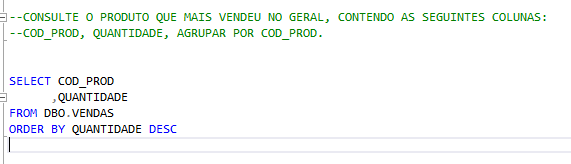 --CONSULTE O PRODUTO QUE MAIS VENDEU NO GERAL, CONTENDO AS SEGUINTES COLUNAS:
--COD_PROD, QUANTIDADE, AGRUPAR POR COD_PROD.
SELECT COD_PROD
,QUANTIDADE
FROM DBO.VENDAS
ORDER BY QUANTIDADE DESC